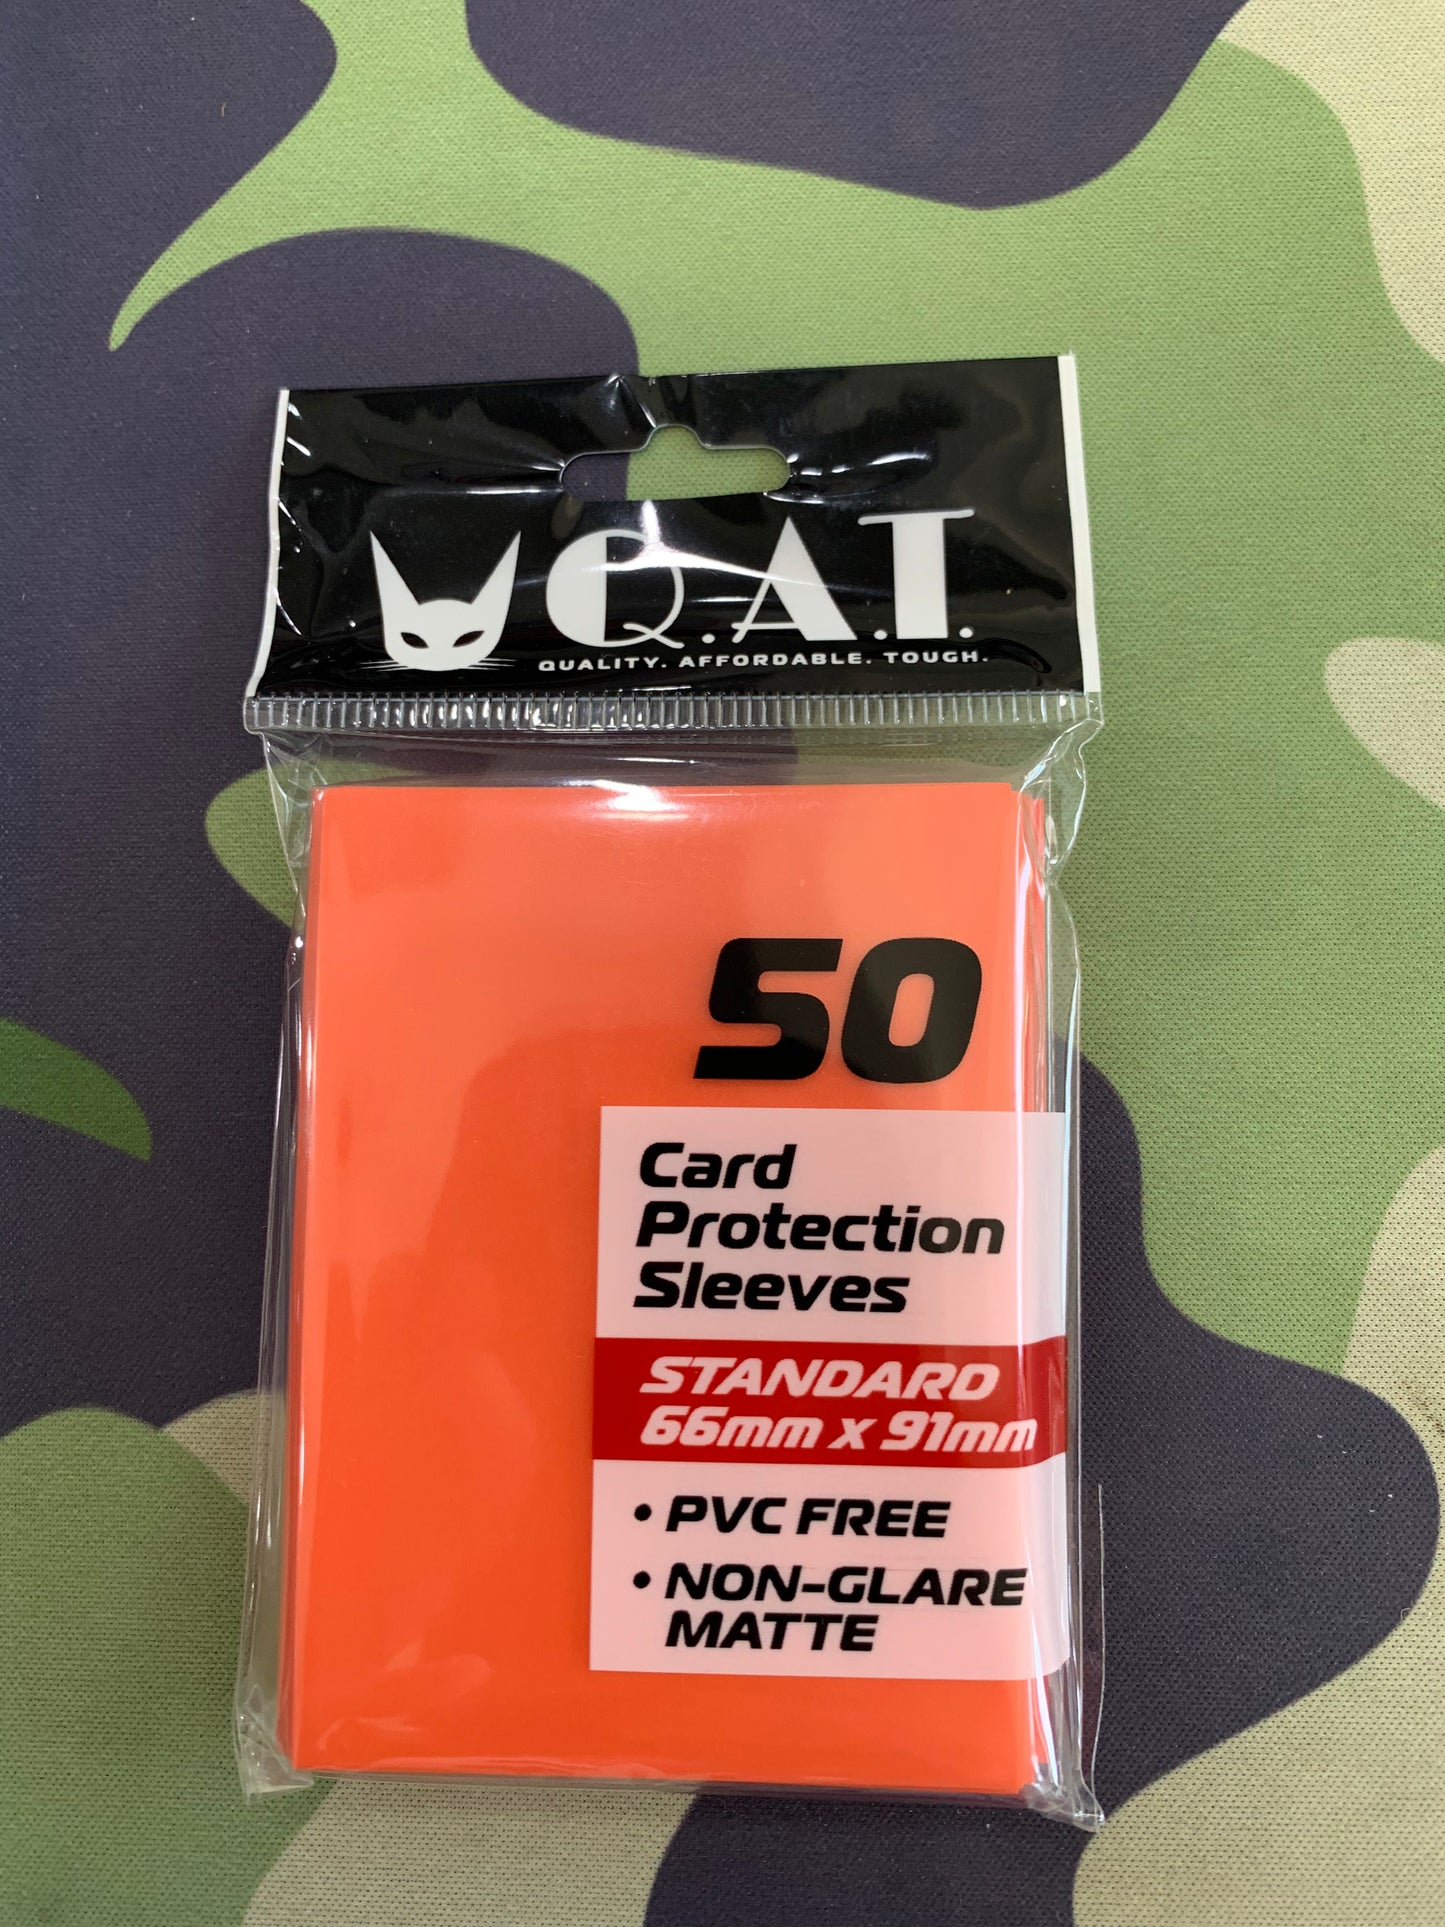 Q.A.T.
QUALITY. AFFORDABLE. TOUGH.
50
Card
Protection
Sleeves
STANDARD
66mm x 91mm
• PVC FREE
• NON-GLARE
MATTE